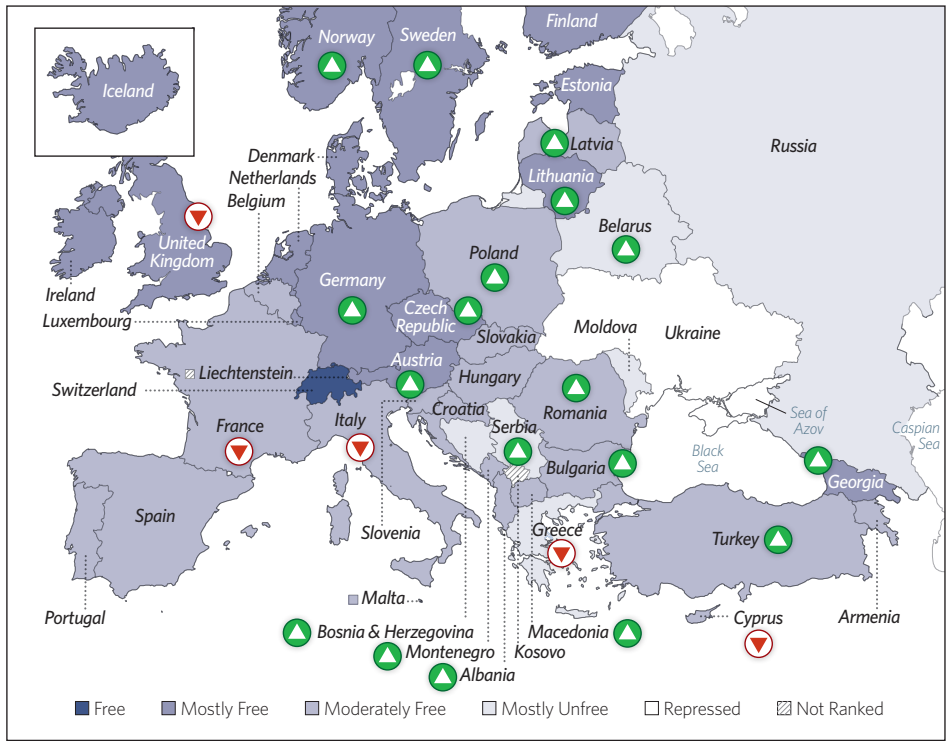 Norway
Sweden
Finland
Iceland
Estonia
Denmark
Latvia
Russia
Netherlands
Lithuania
Belgium
United
Kingdom
Belarus
Poland
Germany
Ireland
Czech
Republic
Luxembourg
Moldova
Ukraine
Slovakia
Austria
Liechtenstein
Hungary
Switzerland
Croatia
Romania
Sea of
Azov
Caspian
Sea
France
Italy
Serbia
Black
Sea
Bulgaria
Georgia
Spain
Slovenia
Greece
Turkey
Malta
Portugal
Cyprus
Armenia
Bosnia & Herzegovina
Macedonia
Montenegro
Kosovo
Albania
Free
Mostly Free
Moderately Free
Mostly Unfree
Repressed
Not Ranked